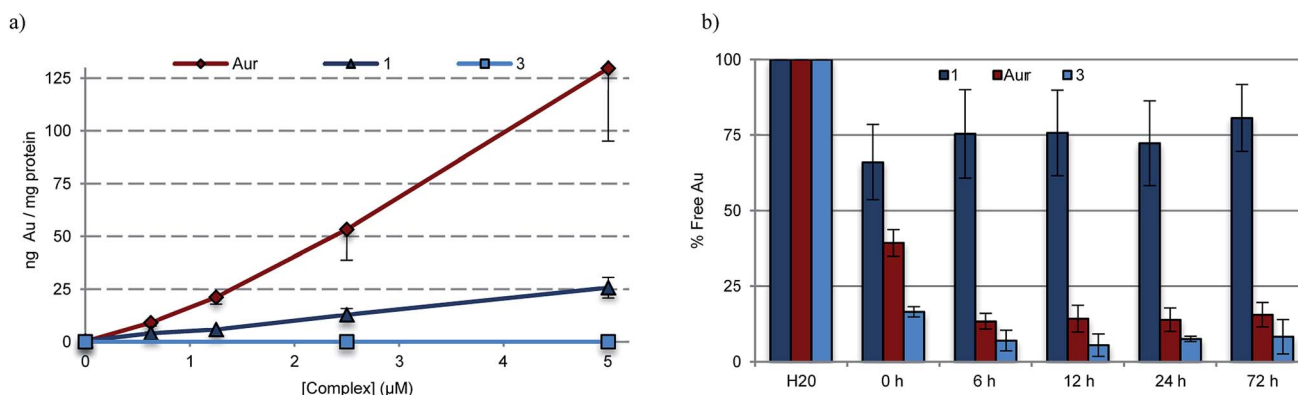 a)
Aur 1 3
125
100
75
50
25
0
0 1 2 3 4 5
ng Au / mg protein
[Complex] (µM)
b)
100
75
50
25
0
1 Aur 3
% Free Au
H20 0 h 6 h 12 h 24 h 72 h